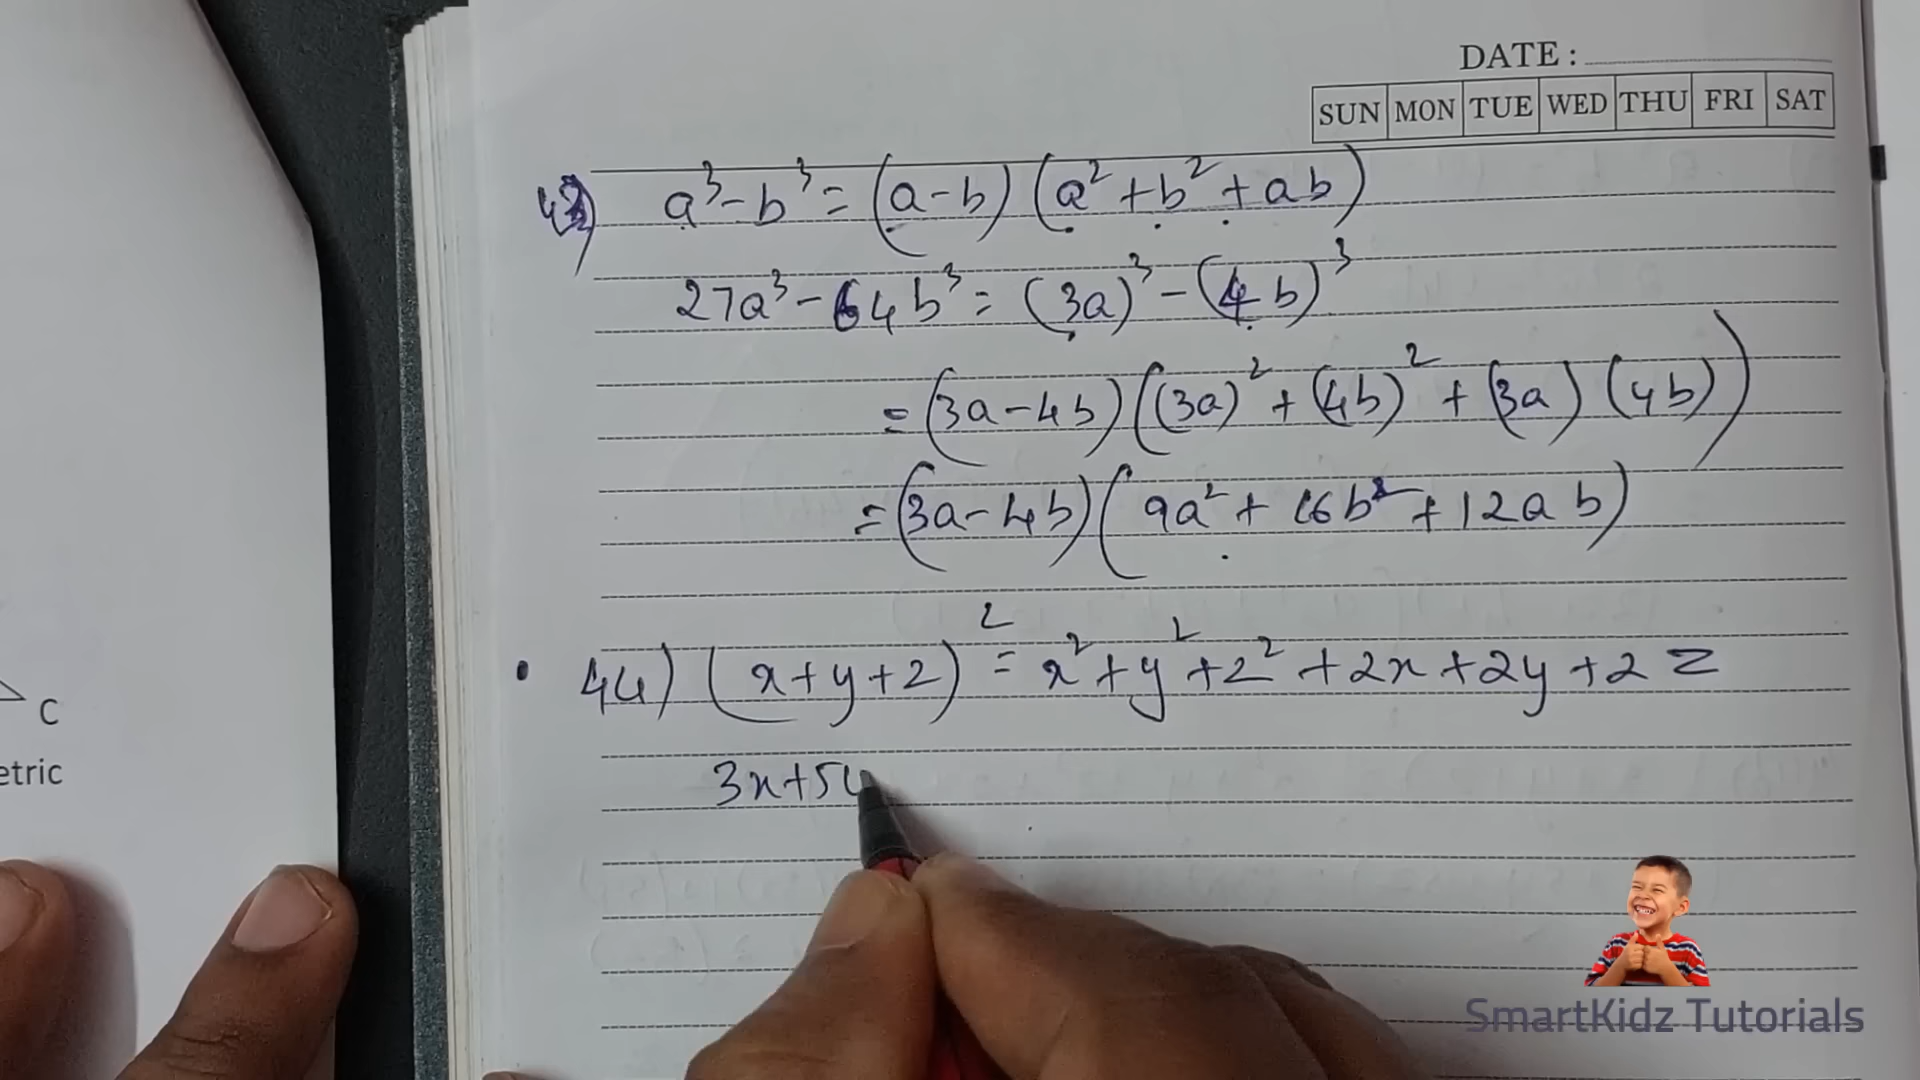 DATE :
SUN MON TUE WED THU FRI SAT
42) a³-b³ = (a-b) (a²+b²+ab)
27a³-64b³ = (3a)³-(4b)³
= (3a-4b)((3a)²+(4b)²+(3a)(4b))
= (3a-4b)(9a²+16b²+12ab)
44) (x+y+z)² = x²+y²+z²+2x+2y+2z
3x+5y
C
etric
SmartKidz Tutorials